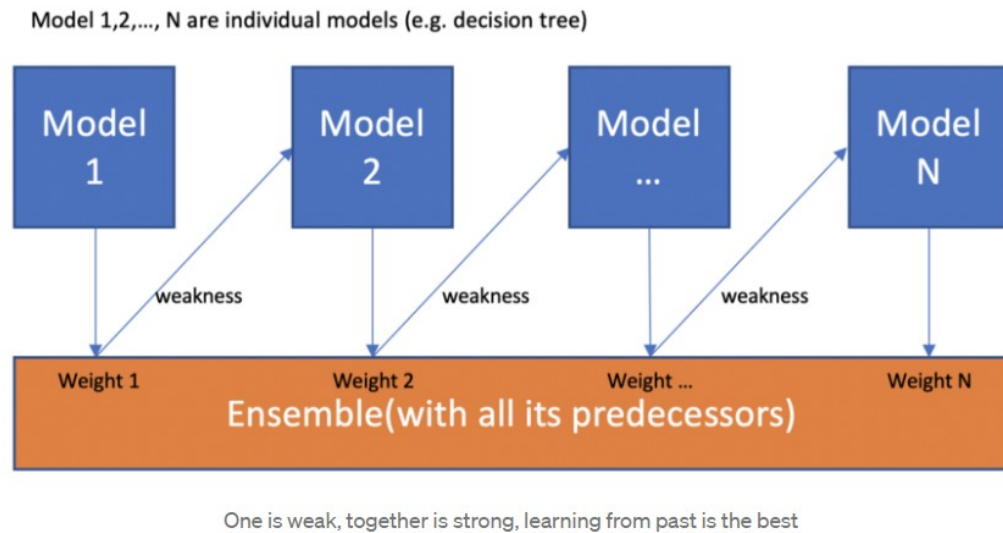 Model 1,2,..., N are individual models (e.g. decision tree)
Model
1
Model
2
Model
...
Model
N
weakness
weakness
weakness
Weight 1
Weight 2
Weight ...
Weight N
Ensemble(with all its predecessors)
One is weak, together is strong, learning from past is the best